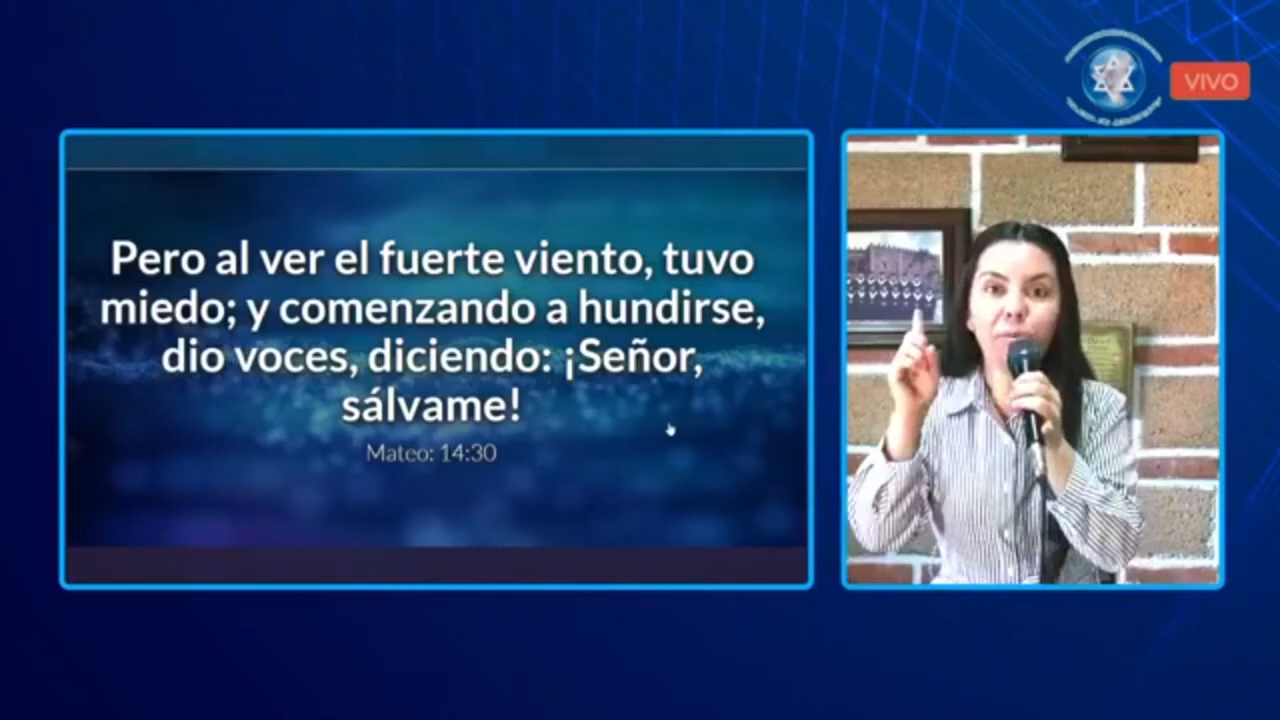 VIVO
Pero al ver el fuerte viento, tuvo
miedo; y comenzando a hundirse,
dio voces, diciendo: ¡Señor,
sálvame!
Mateo: 14:30